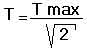 T = T max / √2